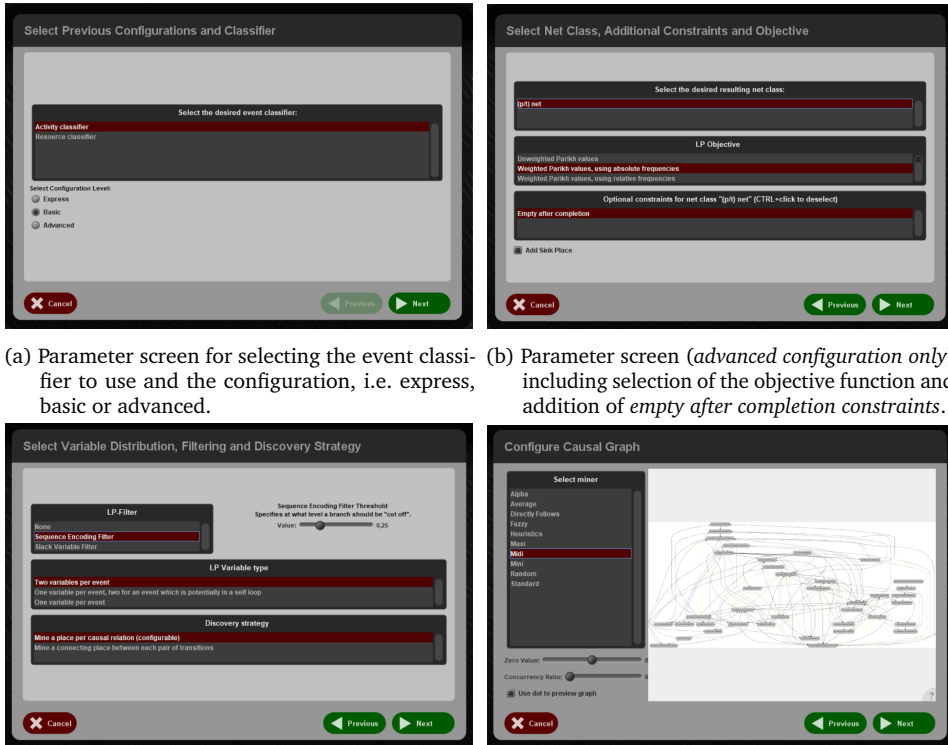 Select Previous Configurations and Classifier
Select the desired event classifier:
Activity classifier
Resource classifier
Select Configuration Level:
Express
Basic
Advanced
Cancel
Previous
Next
Select Net Class, Additional Constraints and Objective
Select the desired resulting net class:
(p/t) net
LP Objective
Unweighted Parikh values
Weighted Parikh values, using absolute frequencies
Weighted Parikh values, using relative frequencies
Optional constraints for net class "(p/t) net" (CTRL+click to deselect)
Empty after completion
Add Sink Place
Cancel
Previous
Next
(a) Parameter screen for selecting the event classi-
fier to use and the configuration, i.e. express,
basic or advanced.
(b) Parameter screen (advanced configuration only
including selection of the objective function and
addition of empty after completion constraints.
Select Variable Distribution, Filtering and Discovery Strategy
LP-Filter
None
Sequence Encoding Filter
Slack Variable Filter
Sequence Encoding Filter Threshold
Specifies at what level a branch should be "cut off".
Value: 0,25
LP Variable type
Two variables per event
One variable per event, two for an event which is potentially in a self loop
One variable per event
Discovery strategy
Mine a place per causal relation (configurable)
Mine a connecting place between each pair of transitions
Cancel
Previous
Next
Configure Causal Graph
Select miner
Alpha
Average
Directly Follows
Fuzzy
Heuristics
Maxi
Midi
Mini
Random
Standard
Zero Value:
Concurrency Ratio:
Use dot to preview graph
?
Cancel
Previous
Next